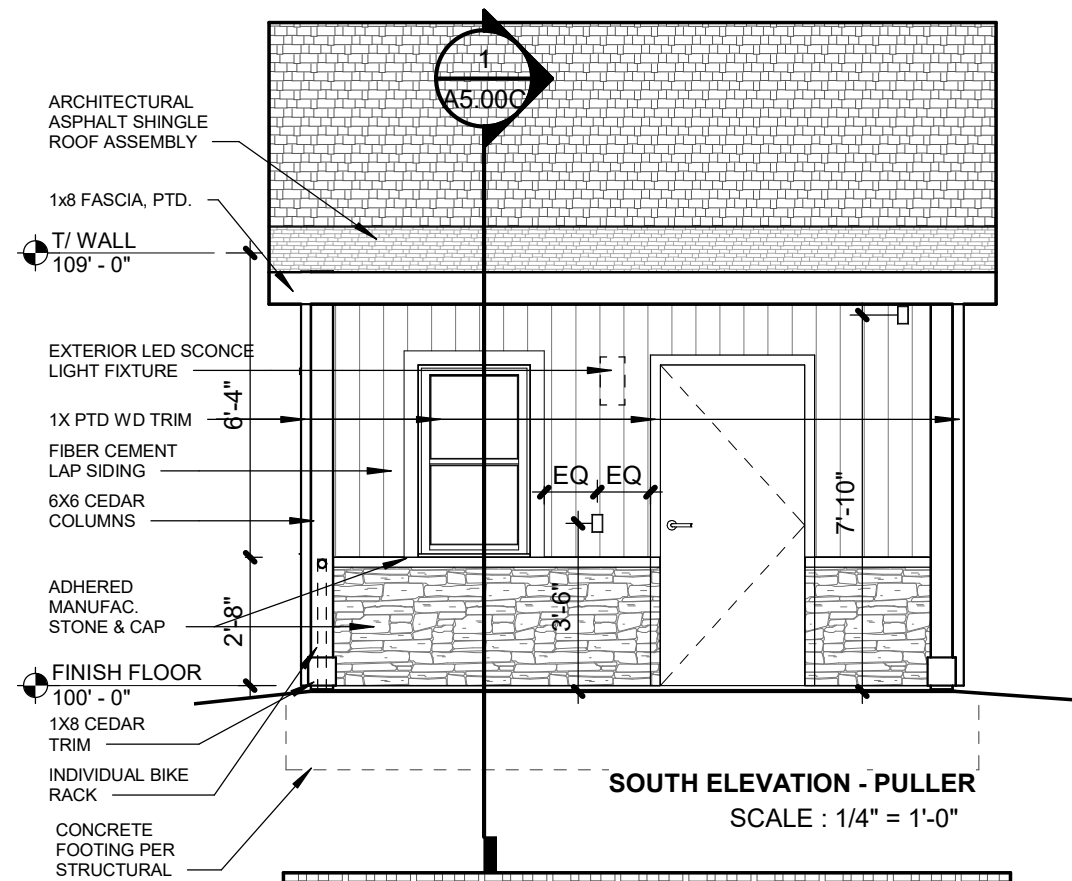 1
A5.00C
ARCHITECTURAL
ASPHALT SHINGLE
ROOF ASSEMBLY
1x8 FASCIA, PTD.
T/ WALL
109' - 0"
EXTERIOR LED SCONCE
LIGHT FIXTURE
1X PTD WD TRIM
6'-4"
FIBER CEMENT
LAP SIDING
EQ EQ
6X6 CEDAR
COLUMNS
7'-10"
ADHERED
MANUFAC.
STONE & CAP
2'-8"
3'-6"
FINISH FLOOR
100' - 0"
1X8 CEDAR
TRIM
INDIVIDUAL BIKE
RACK
CONCRETE
FOOTING PER
STRUCTURAL
SOUTH ELEVATION - PULLER
SCALE : 1/4" = 1'-0"